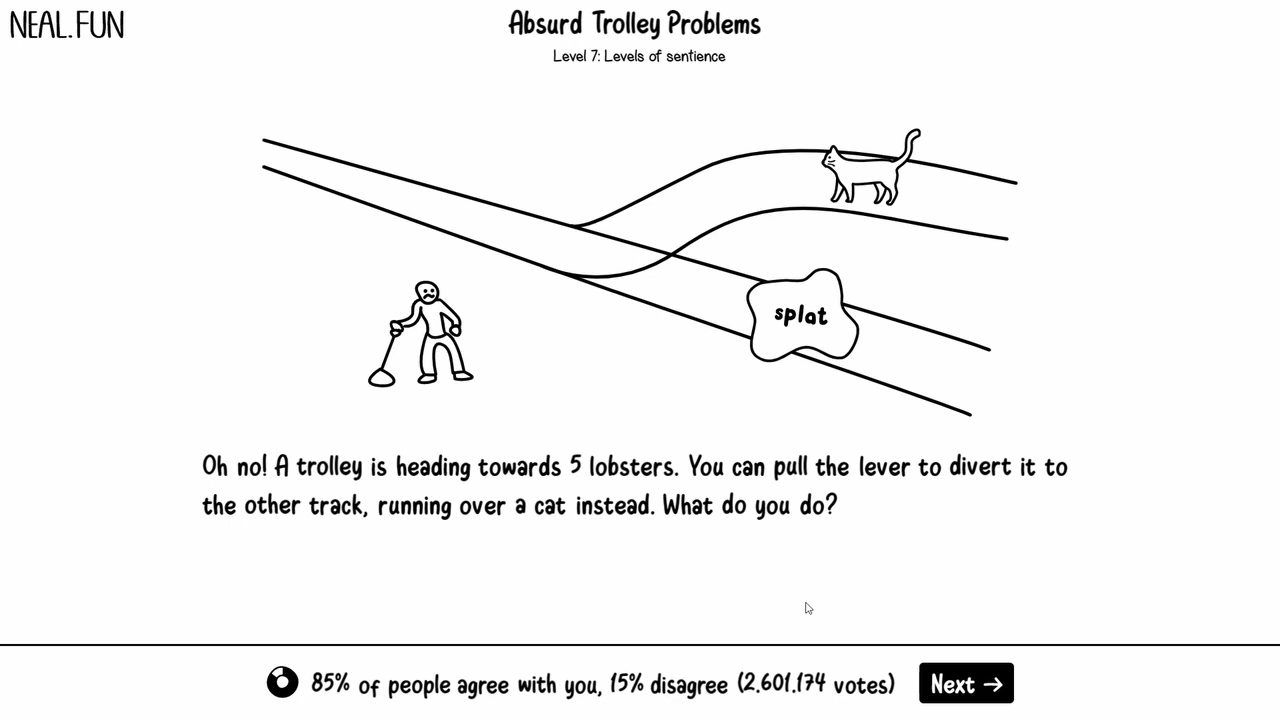 NEAL.FUN
Absurd Trolley Problems
Level 7: Levels of sentience
splat
Oh no! A trolley is heading towards 5 lobsters. You can pull the lever to divert it to
the other track, running over a cat instead. What do you do?
85% of people agree with you, 15% disagree (2.601.174 votes)
Next →